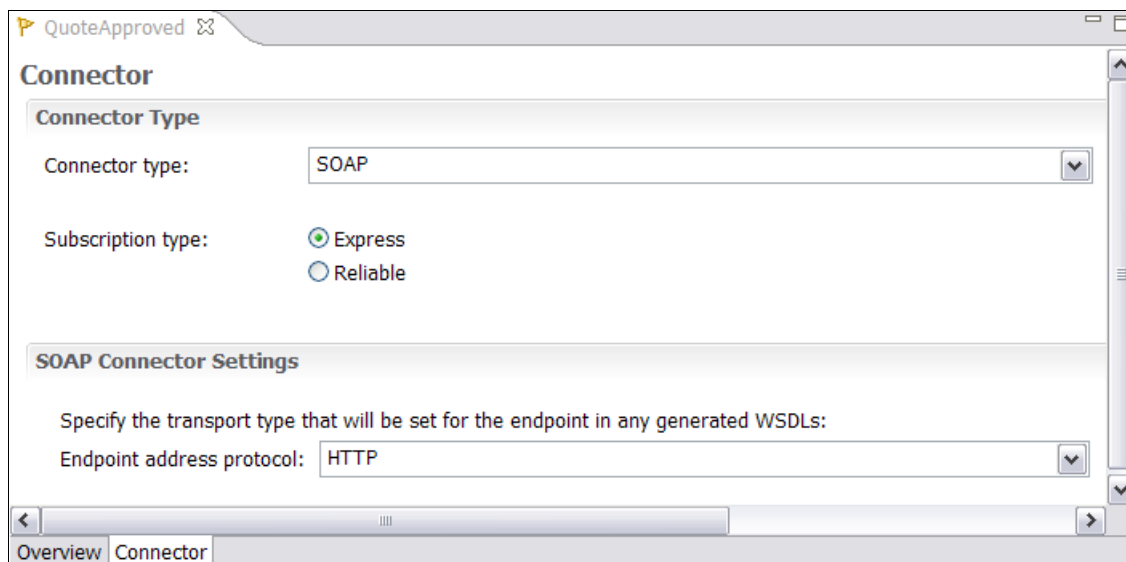 QuoteApproved
Connector
Connector Type
Connector type: SOAP
Subscription type: Express
Reliable
SOAP Connector Settings
Specify the transport type that will be set for the endpoint in any generated WSDLs:
Endpoint address protocol: HTTP
Overview Connector